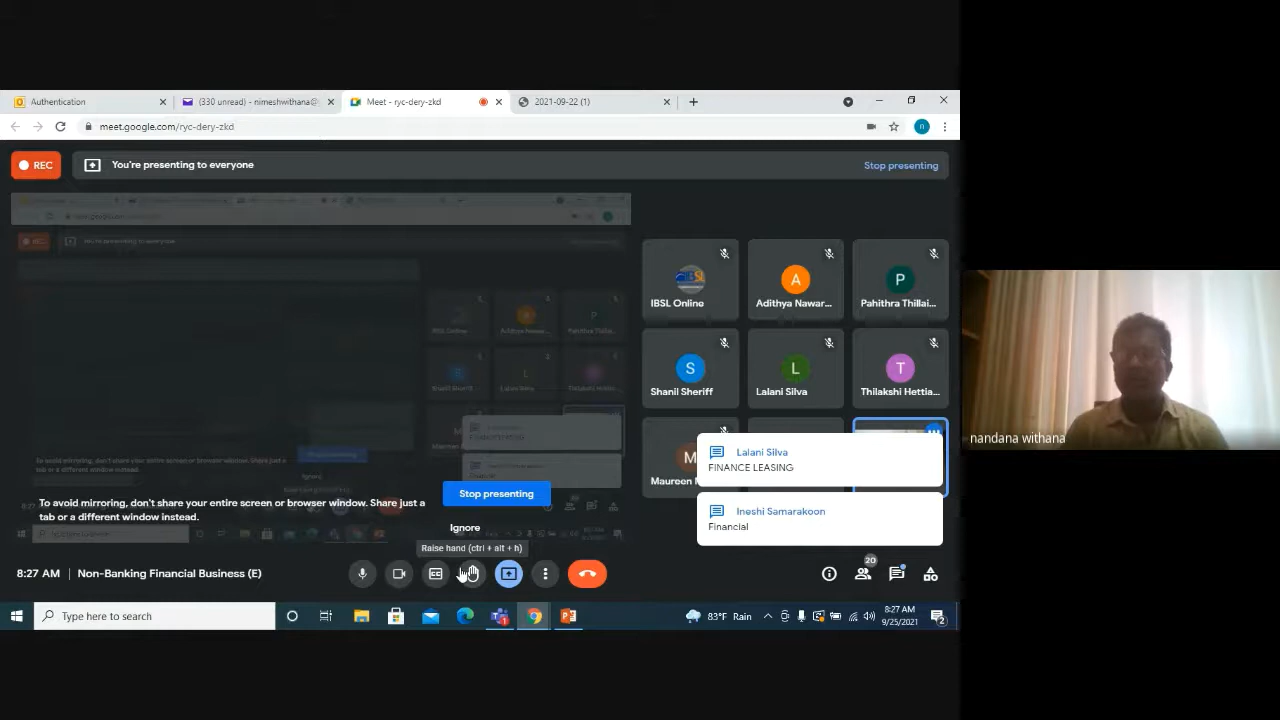 Authentication
(330 unread) - nimeshwithana@
Meet - ryc-dery-zkd
2021-09-22 (1)
meet.google.com/ryc-dery-zkd
n
REC
You're presenting to everyone
Stop presenting
IBSL Online
A
Adithya Nawar...
P
Pahithra Thillai...
S
Shanil Sheriff
L
Lalani Silva
T
Thilakshi Hettia...
M
Maureen
Lalani Silva
FINANCE LEASING
Ineshi Samarakoon
Financial
nandana withana
To avoid mirroring, don't share your entire screen or browser window. Share just a
tab or a different window instead.
Stop presenting
Ignore
Raise hand (ctrl + alt + h)
8:27 AM | Non-Banking Financial Business (E)
20
Type here to search
83°F Rain
8:27 AM
9/25/2021
2